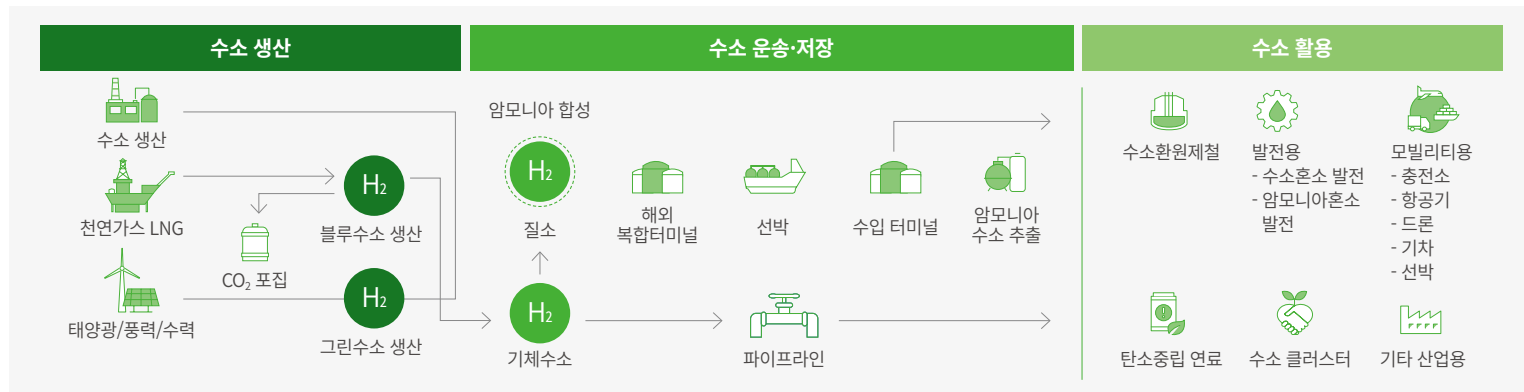 수소 생산
수소 운송·저장
수소 활용
수소 생산
천연가스 LNG
태양광/풍력/수력
CO₂ 포집
H₂
블루수소 생산
H₂
그린수소 생산
암모니아 합성
H₂
질소
H₂
기체수소
해외
복합터미널
선박
수입 터미널
암모니아
수소 추출
파이프라인
수소환원제철
발전용
- 수소혼소 발전
- 암모니아혼소
발전
모빌리티용
- 충전소
- 항공기
- 드론
- 기차
- 선박
탄소중립 연료
수소 클러스터
기타 산업용